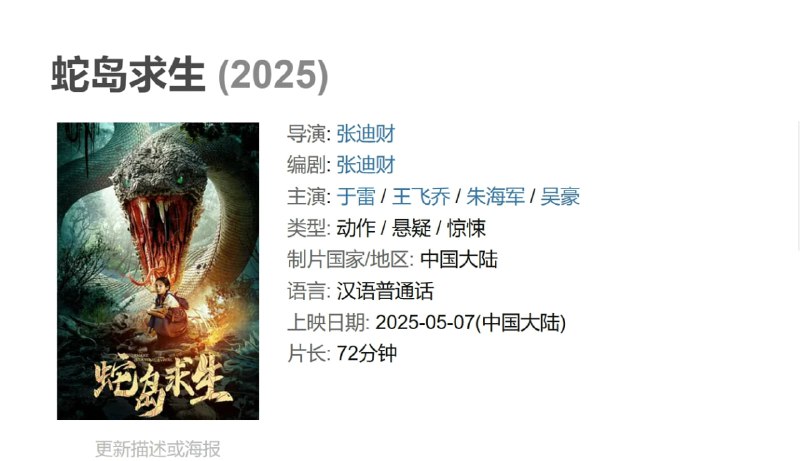 蛇岛求生 (2025)
导演: 张迪财
编剧: 张迪财
主演: 于雷 / 王飞乔 / 朱海军 / 吴豪
类型: 动作 / 悬疑 / 惊悚
制片国家/地区: 中国大陆
语言: 汉语普通话
上映日期: 2025-05-07(中国大陆)
片长: 72分钟
蛇岛求生
更新描述或海报